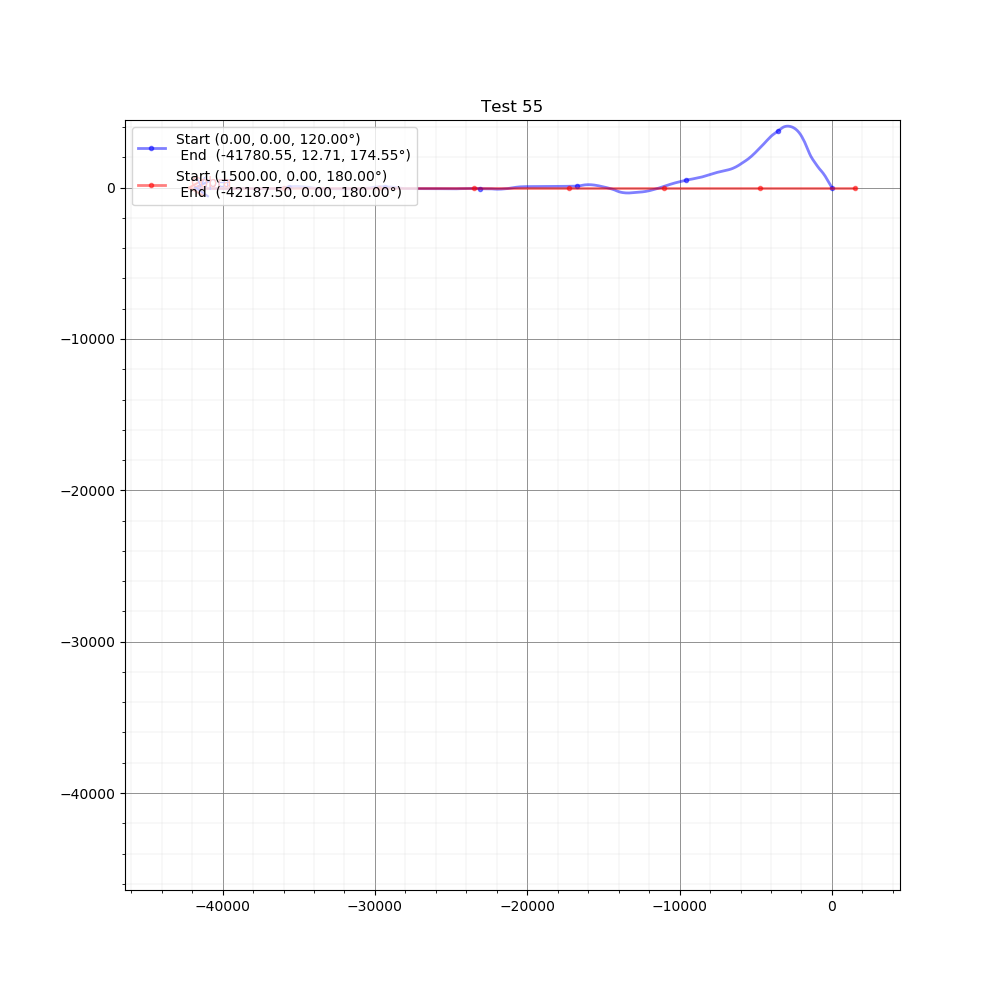 Test 55
Start (0.00, 0.00, 120.00°)
End (-41780.55, 12.71, 174.55°)
Start (1500.00, 0.00, 180.00°)
End (-42187.50, 0.00, 180.00°)
0
−10000
−20000
−30000
−40000
−40000 −30000 −20000 −10000 0